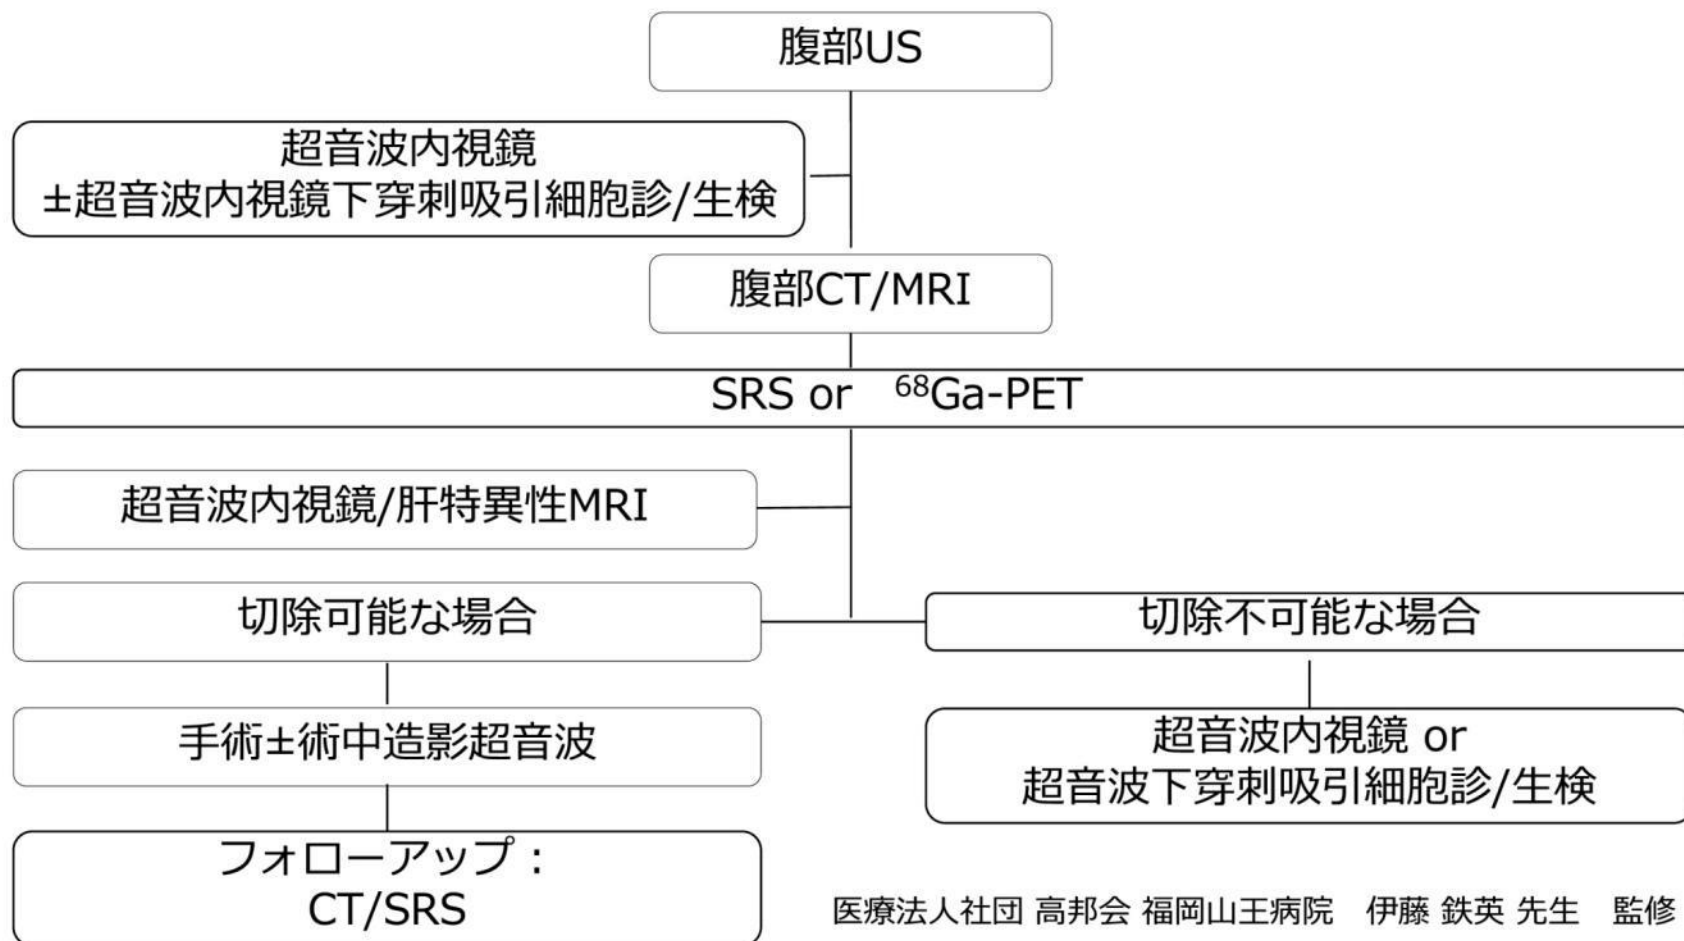 腹部US
超音波内視鏡
±超音波内視鏡下穿刺吸引細胞診/生検
腹部CT/MRI
SRS or ⁶⁸Ga-PET
超音波内視鏡/肝特異性MRI
切除可能な場合
切除不可能な場合
手術±術中造影超音波
超音波内視鏡 or
超音波下穿刺吸引細胞診/生検
フォローアップ：
CT/SRS
医療法人社団 高邦会 福岡山王病院　伊藤 鉄英 先生　監修